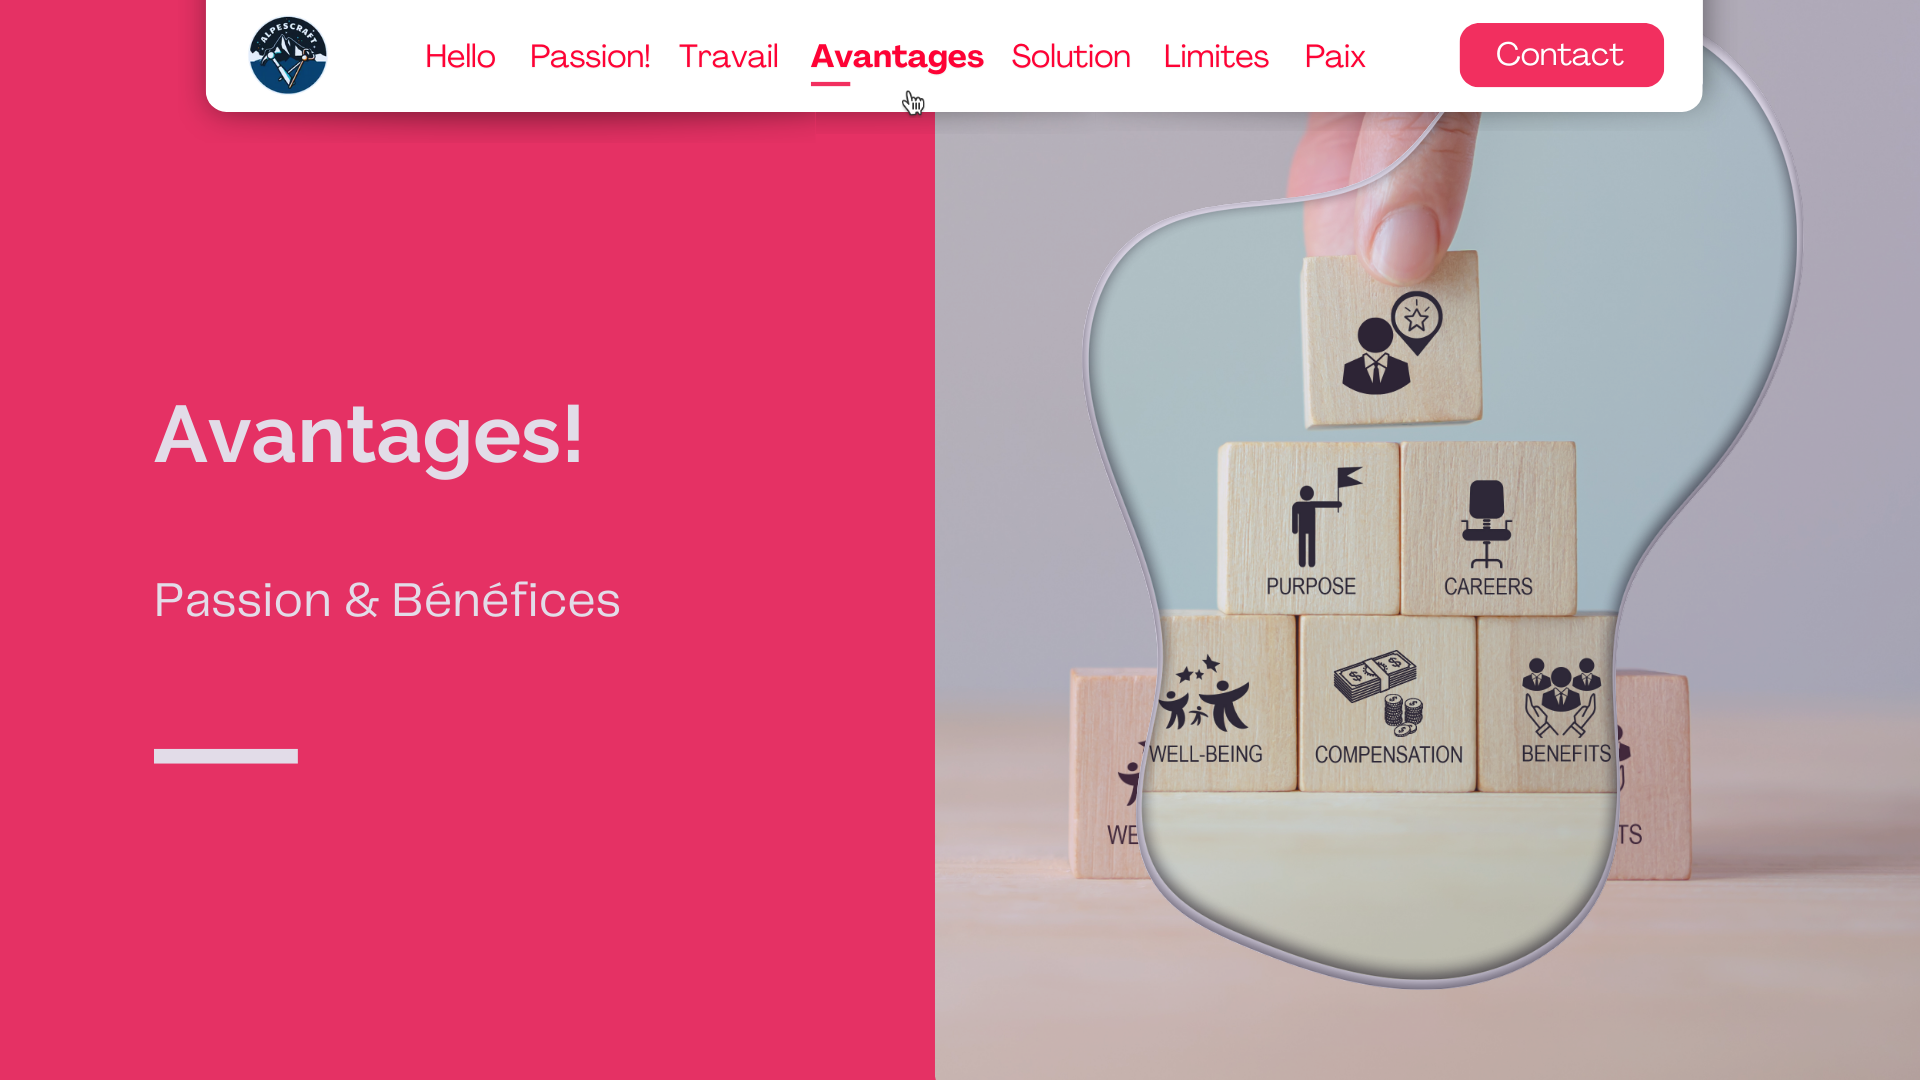 ALPESCRAFT
Hello Passion! Travail Avantages Solution Limites Paix Contact
Avantages!
Passion & Bénéfices
PURPOSE CAREERS
WELL-BEING COMPENSATION BENEFITS
WE TS